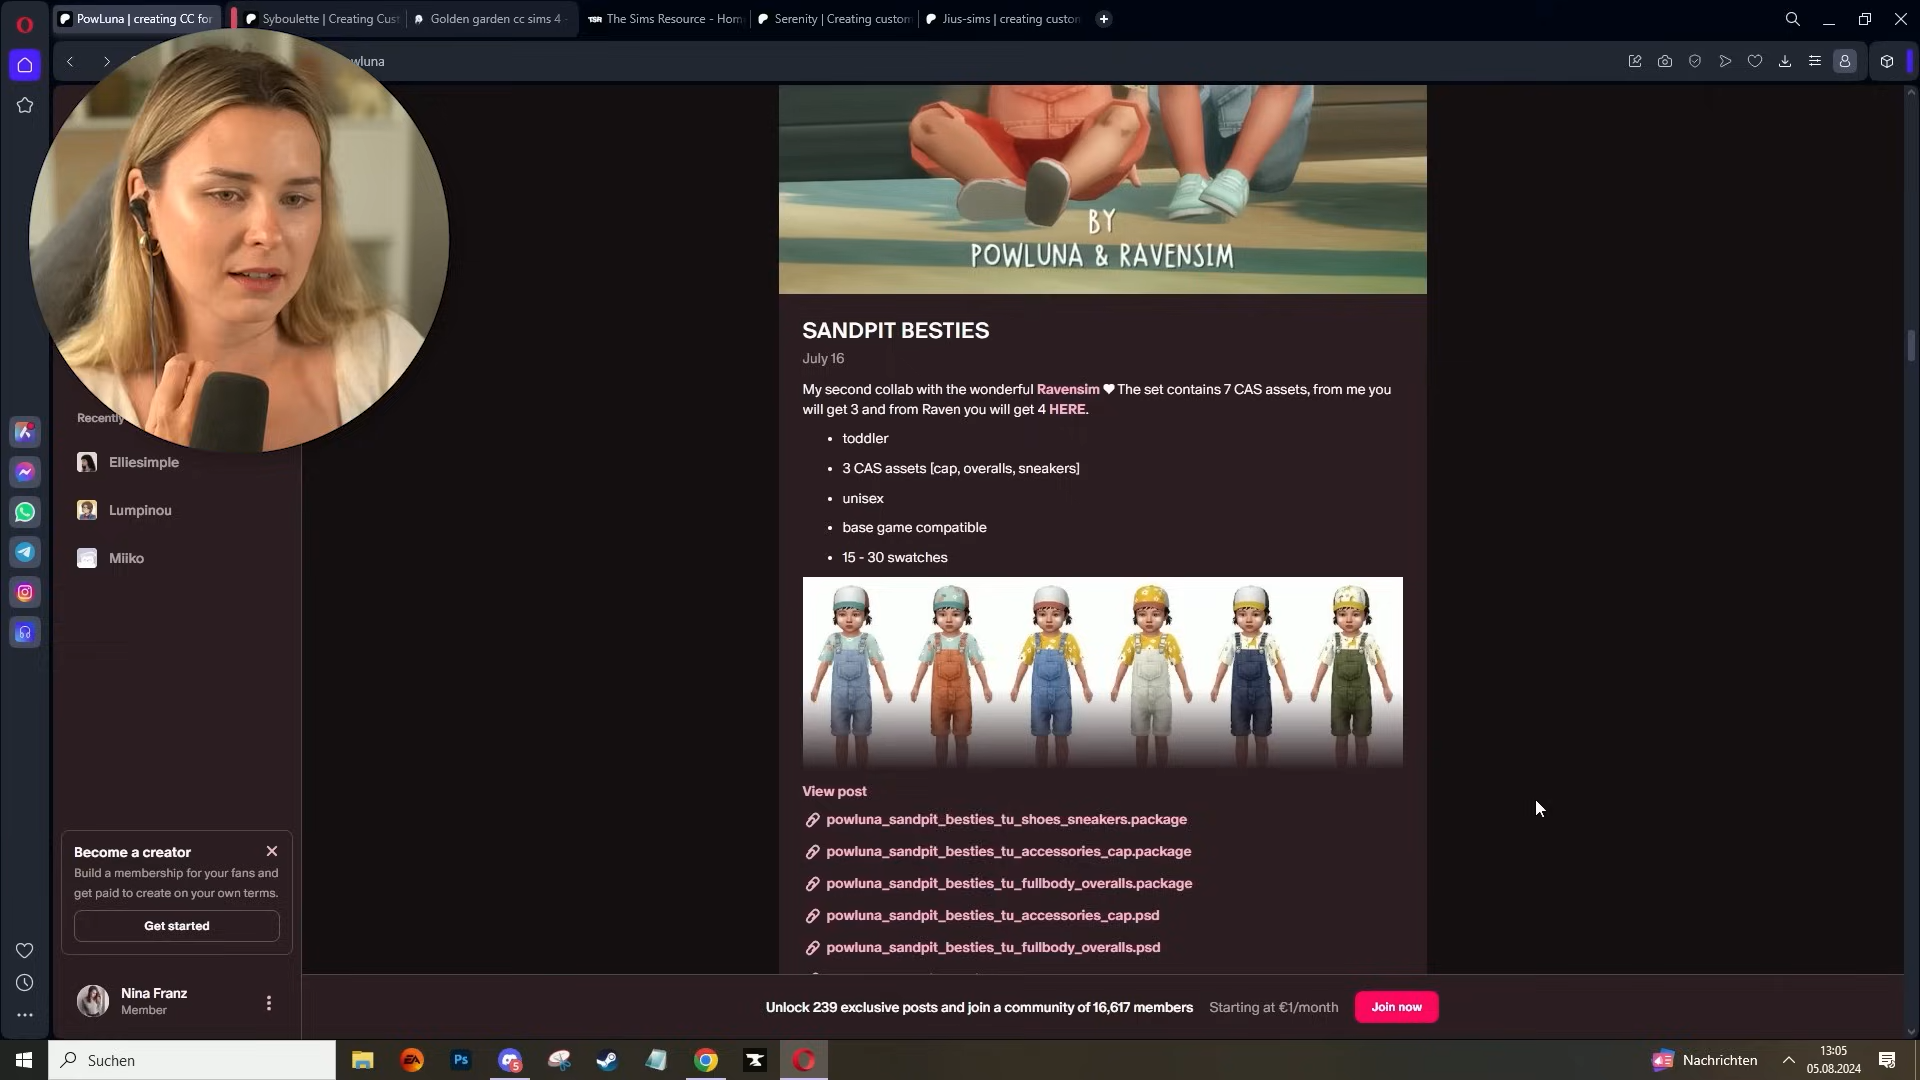 PowLuna | creating CC for
Syboulette | Creating Cust
Golden garden cc sims 4 -
TSR
The Sims Resource - Hom
Serenity | Creating custom
Jius-sims | creating custo
wluna
BY
POWLUNA & RAVENSIM
SANDPIT BESTIES
July 16
My second collab with the wonderful Ravensim ♥ The set contains 7 CAS assets, from me you
will get 3 and from Raven you will get 4 HERE.
• toddler
• 3 CAS assets [cap, overalls, sneakers]
• unisex
• base game compatible
• 15 - 30 swatches
View post
powluna_sandpit_besties_tu_shoes_sneakers.package
powluna_sandpit_besties_tu_accessories_cap.package
powluna_sandpit_besties_tu_fullbody_overalls.package
powluna_sandpit_besties_tu_accessories_cap.psd
powluna_sandpit_besties_tu_fullbody_overalls.psd
Recently
Elliesimple
Lumpinou
Miiko
Become a creator
Build a membership for your fans and
get paid to create on your own terms.
Get started
Nina Franz
Member
Unlock 239 exclusive posts and join a community of 16,617 members
Starting at €1/month
Join now
Suchen
EA
Ps
5
Nachrichten
13:05
05.08.2024